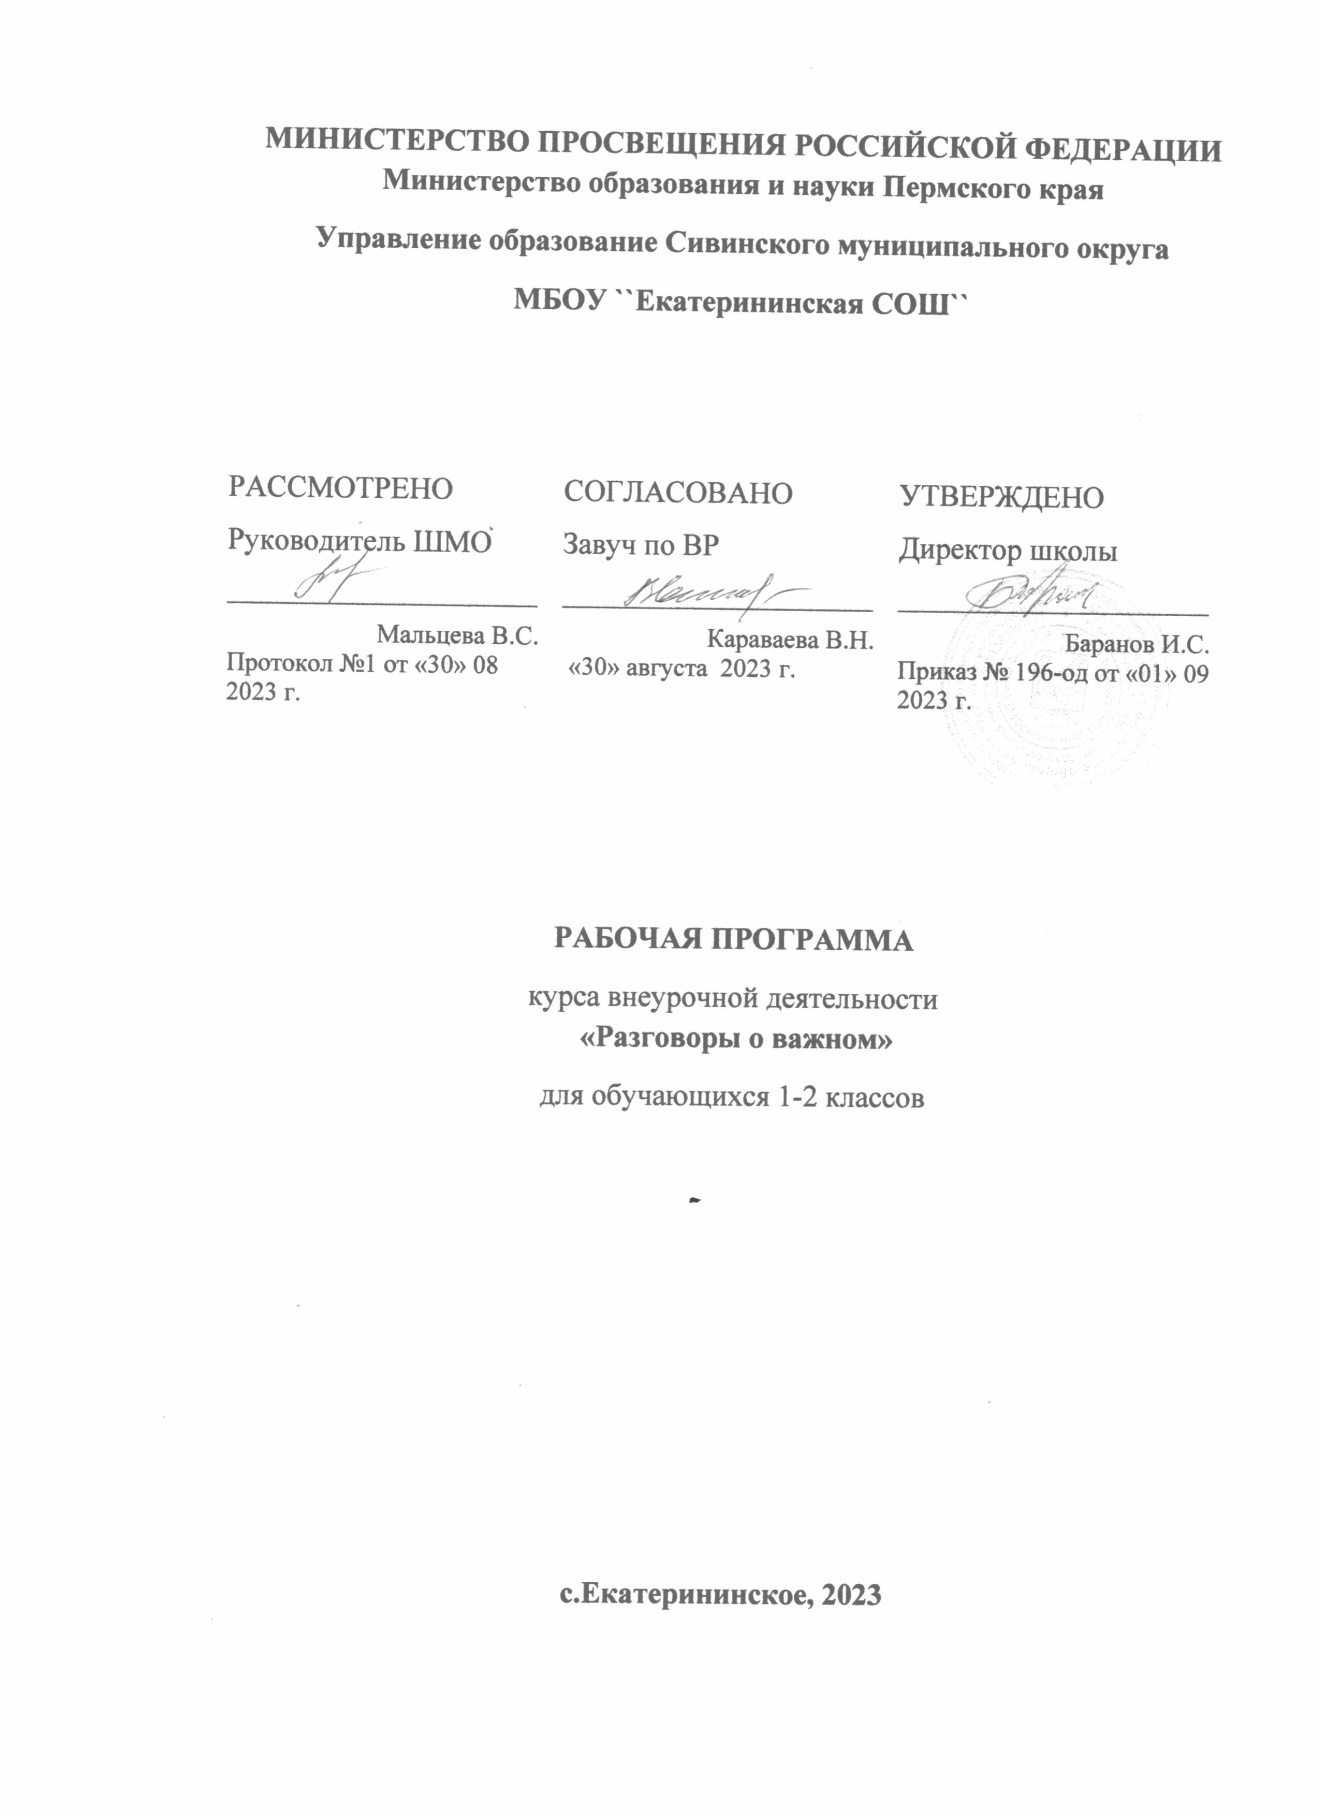 МИНИСТЕРСТВО ПРОСВЕЩЕНИЯ РОССИЙСКОЙ ФЕДЕРАЦИИ
Министерство образования и науки Пермского края
Управление образование Сивинского муниципального округа
МБОУ ``Екатерининская СОШ``
РАССМОТРЕНО
Руководитель ШМО
Мальцева В.С.
Протокол №1 от «30» 08
2023 г.
СОГЛАСОВАНО
Завуч по ВР
Караваева В.Н.
«30» августа 2023 г.
УТВЕРЖДЕНО
Директор школы
Баранов И.С.
Приказ № 196-од от «01» 09
2023 г.
РАБОЧАЯ ПРОГРАММА
курса внеурочной деятельности
«Разговоры о важном»
для обучающихся 1-2 классов
с.Екатерининское, 2023